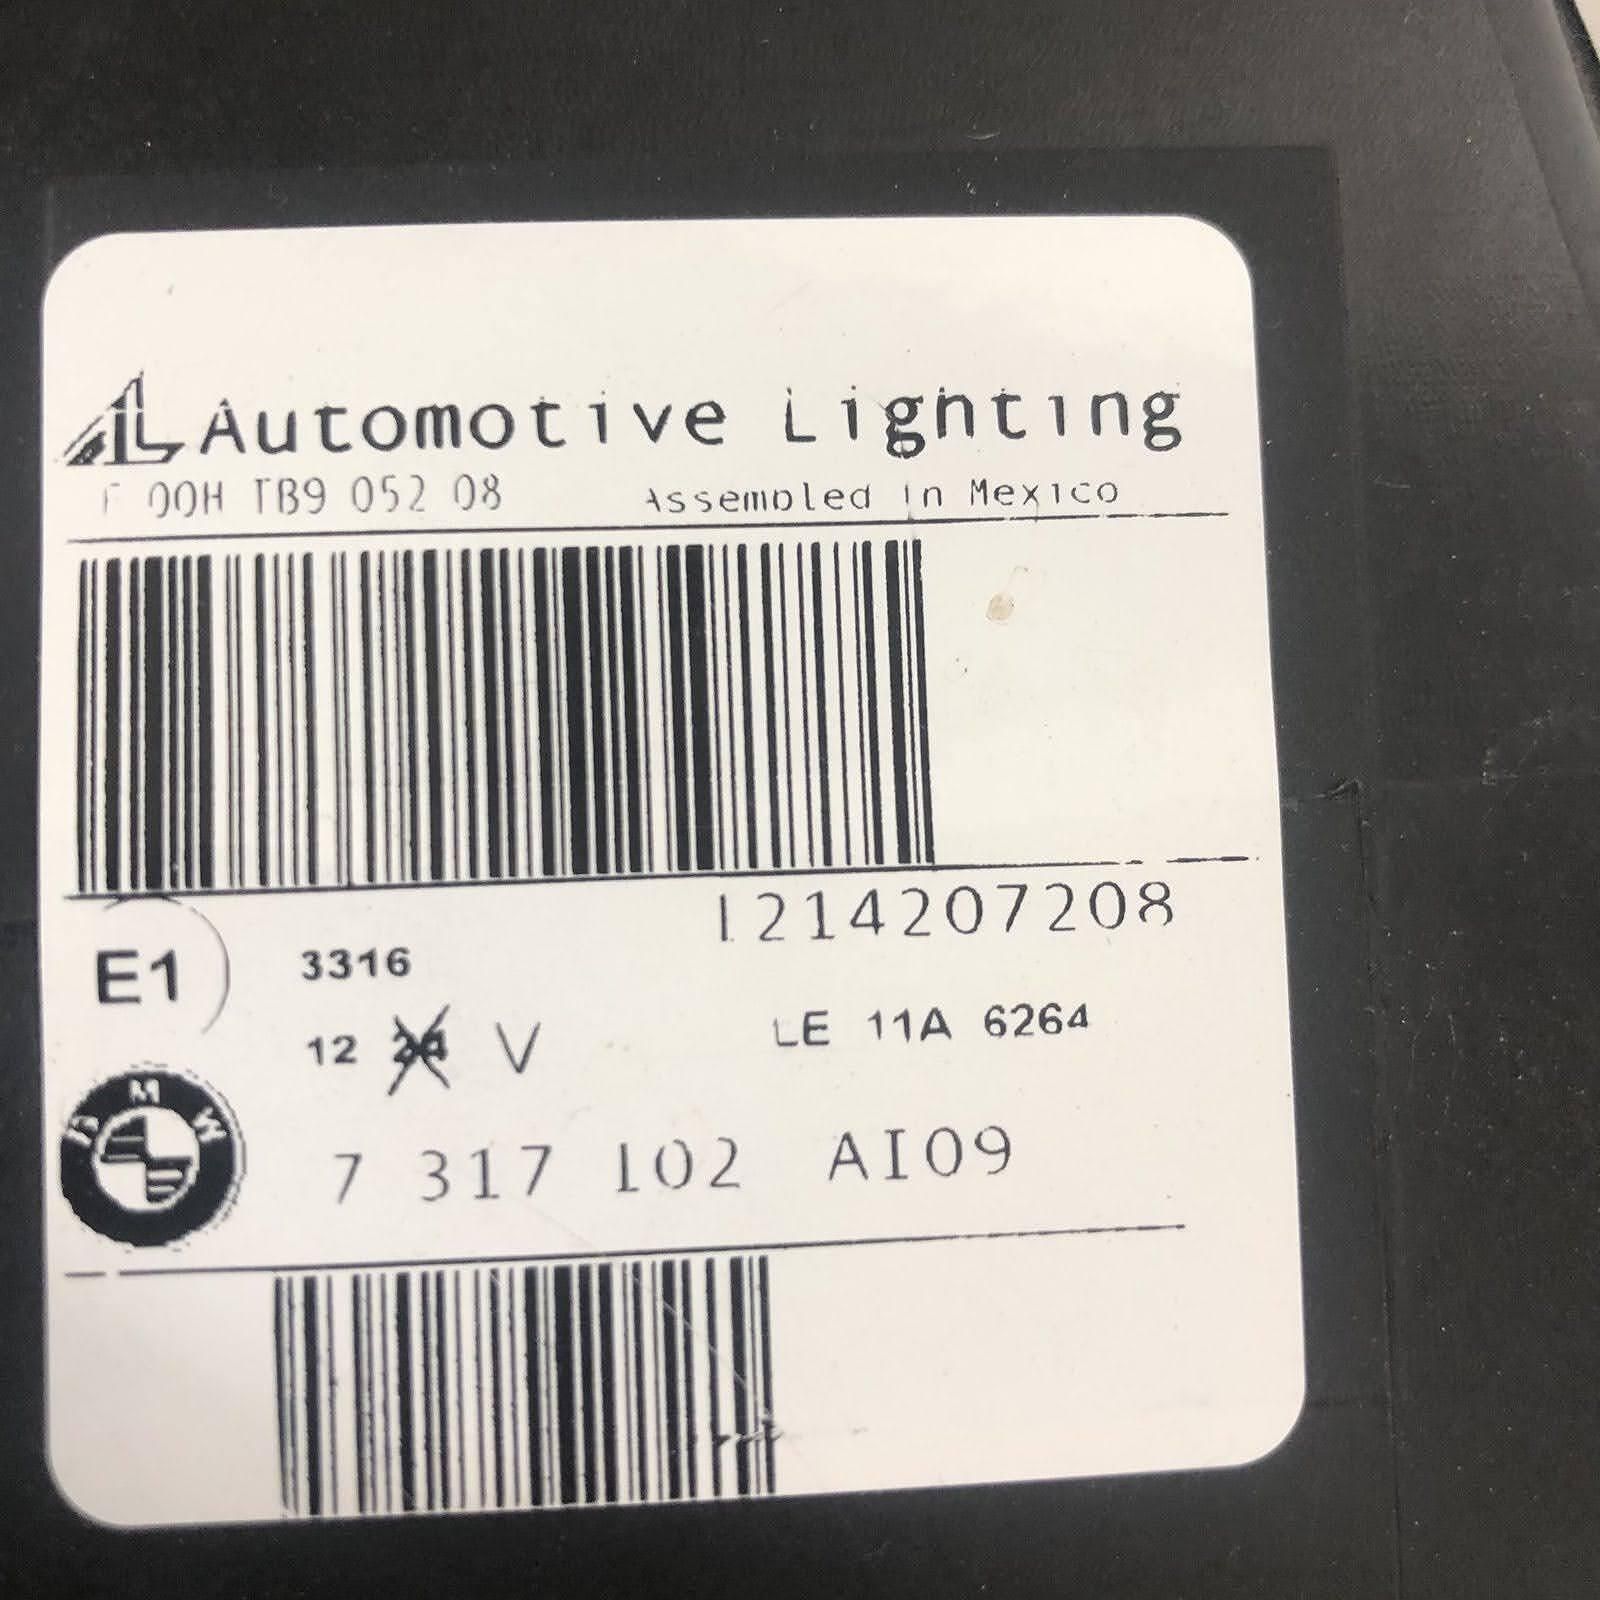 AL Automotive Lighting
F 00H TB9 052 08 Assembled in Mexico
1214207208
E1 3316
12 V LE 11A 6264
BMW
7 317 102 AI09